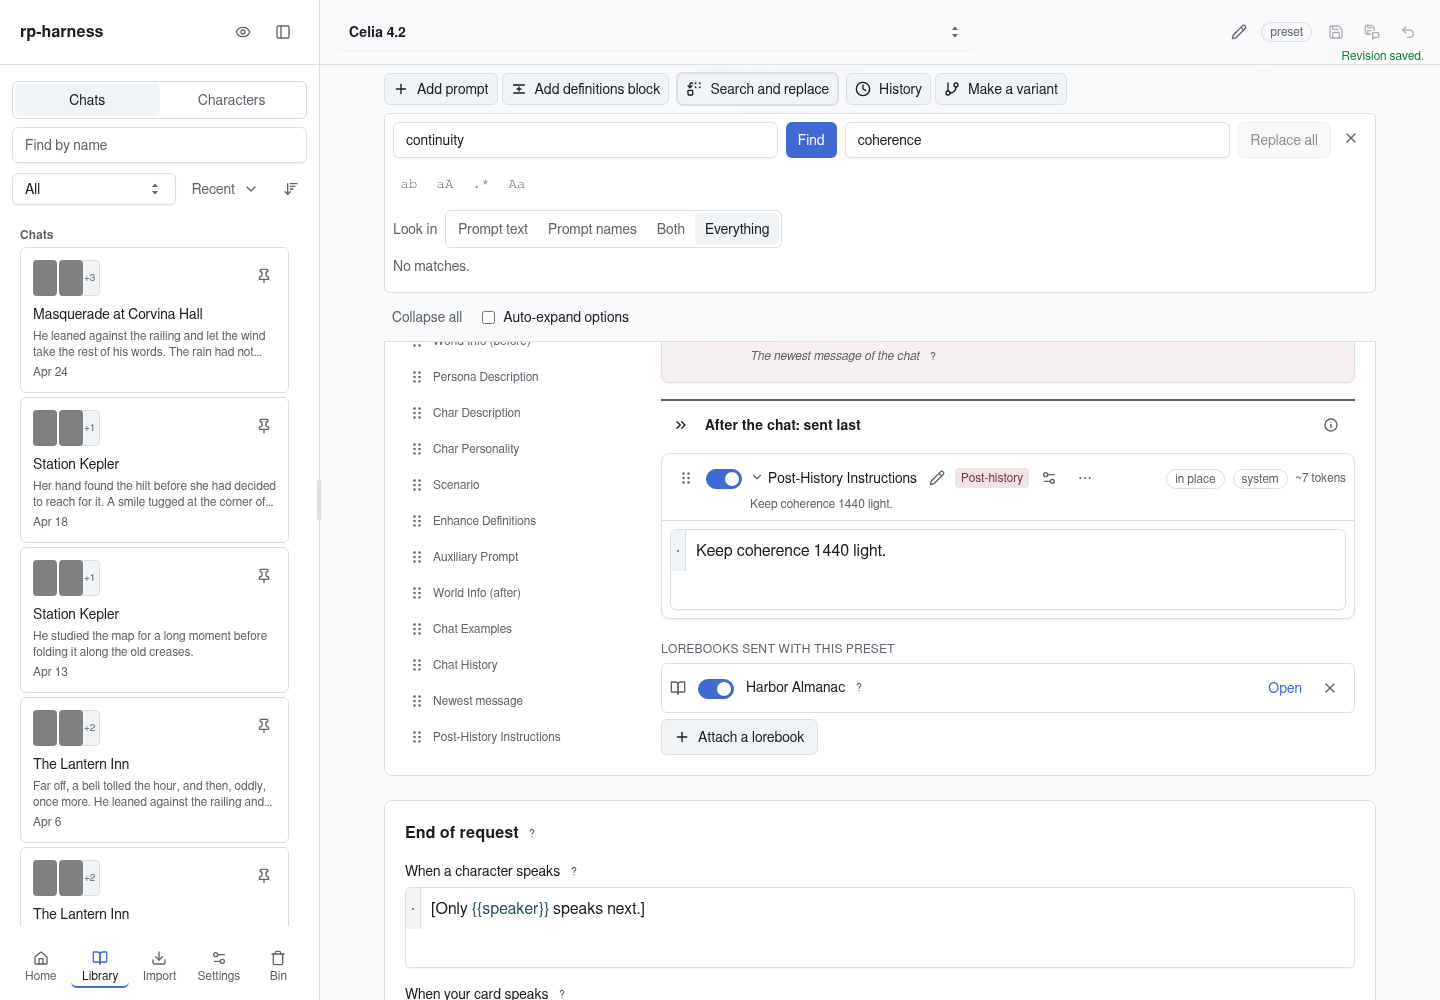 rp-harness
Chats
Characters
Find by name
All
Recent
Chats
+3
Masquerade at Corvina Hall
He leaned against the railing and let the wind
take the rest of his words. The rain had not...
Apr 24
+1
Station Kepler
Her hand found the hilt before she had decided
to reach for it. A smile tugged at the corner of...
Apr 18
+1
Station Kepler
He studied the map for a long moment before
folding it along the old creases.
Apr 13
+2
The Lantern Inn
Far off, a bell tolled the hour, and then, oddly,
once more. He leaned against the railing and...
Apr 6
+2
The Lantern Inn
Home
Library
Import
Settings
Bin
Celia 4.2
preset
Revision saved.
Add prompt
Add definitions block
Search and replace
History
Make a variant
continuity
Find
coherence
Replace all
ab aA .* Aa
Look in
Prompt text
Prompt names
Both
Everything
No matches.
Collapse all
Auto-expand options
World Info (before)
Persona Description
Char Description
Char Personality
Scenario
Enhance Definitions
Auxiliary Prompt
World Info (after)
Chat Examples
Chat History
Newest message
Post-History Instructions
The newest message of the chat ?
After the chat: sent last
Post-History Instructions
Post-history
in place
system
~7 tokens
Keep coherence 1440 light.
Keep coherence 1440 light.
LOREBOOKS SENT WITH THIS PRESET
Harbor Almanac ?
Open
Attach a lorebook
End of request ?
When a character speaks ?
[Only {{speaker}} speaks next.]
When your card speaks ?